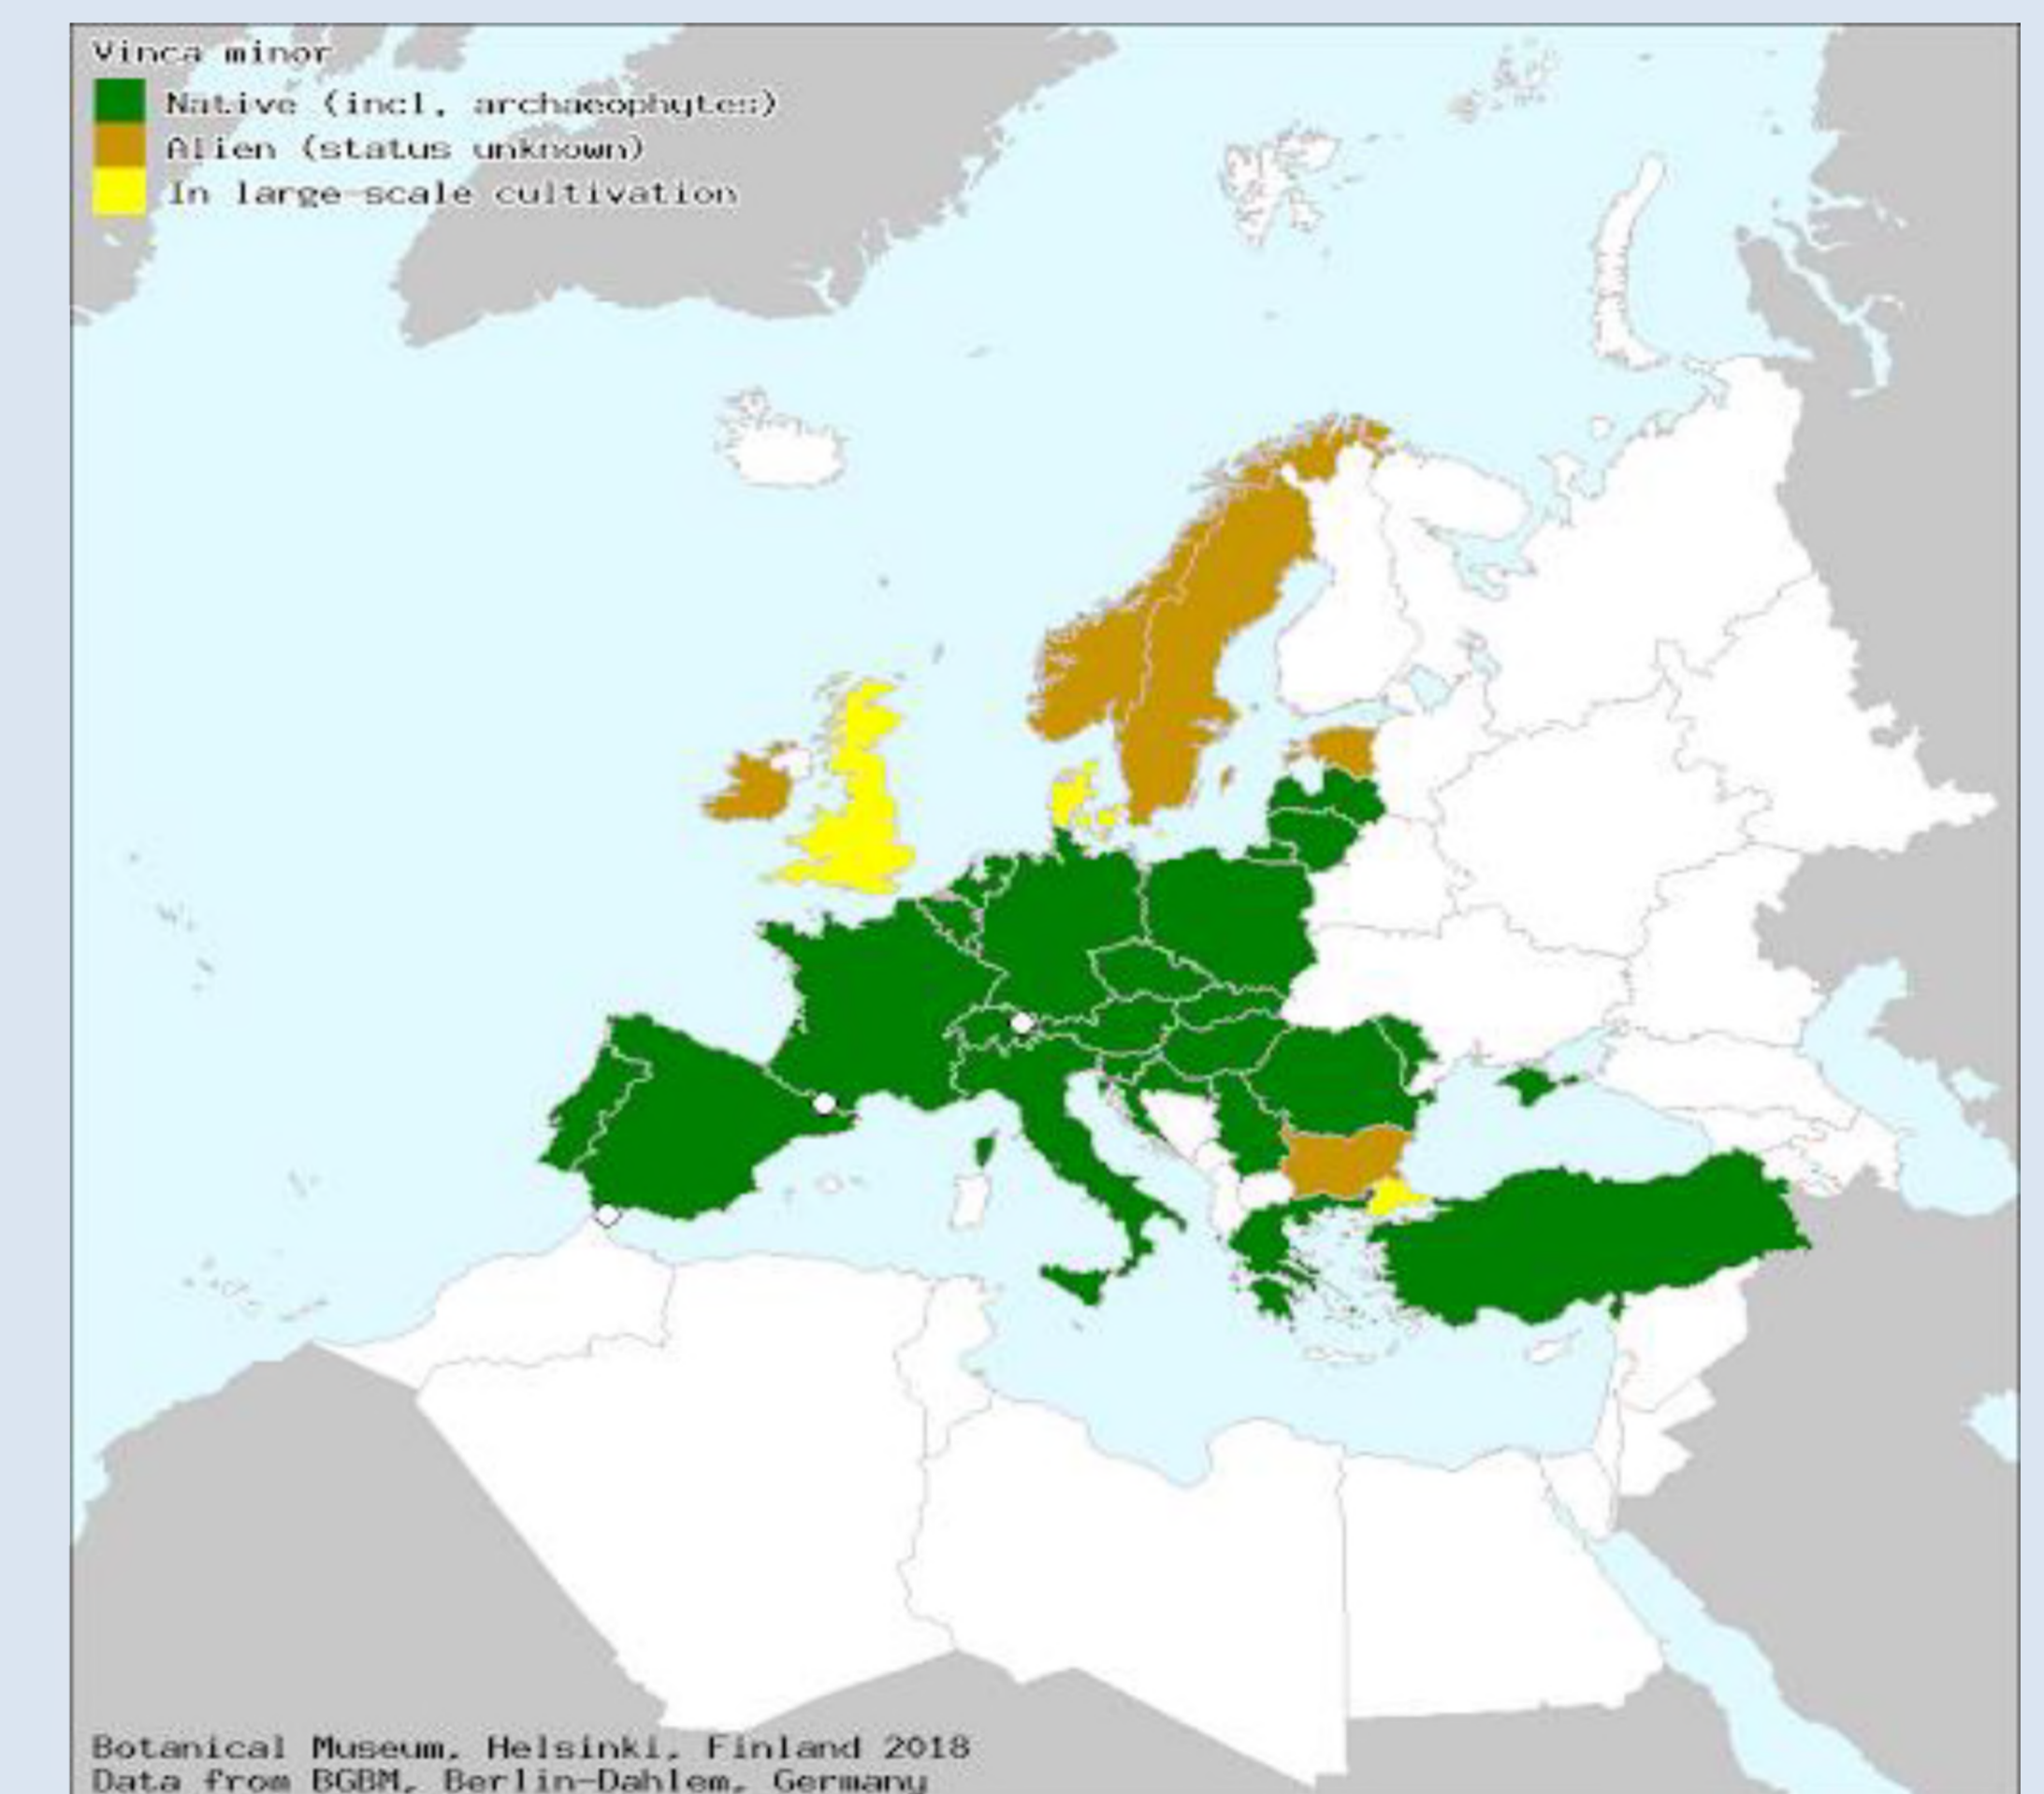 Vinca minor
Native (incl. archaeophytes)
Alien (status unknown)
In large-scale cultivation
Botanical Museum, Helsinki, Finland 2018
Data from BGBM, Berlin-Dahlem, Germany